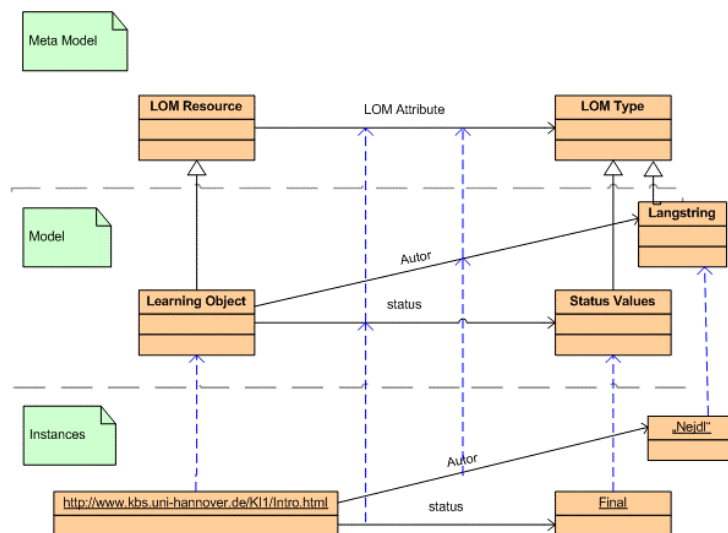 Meta Model
LOM Resource
LOM Attribute
LOM Type
Model
Langstring
Autor
Learning Object
status
Status Values
Instances
„Nejdl“
Autor
http://www.kbs.uni-hannover.de/KI1/Intro.html
status
Final